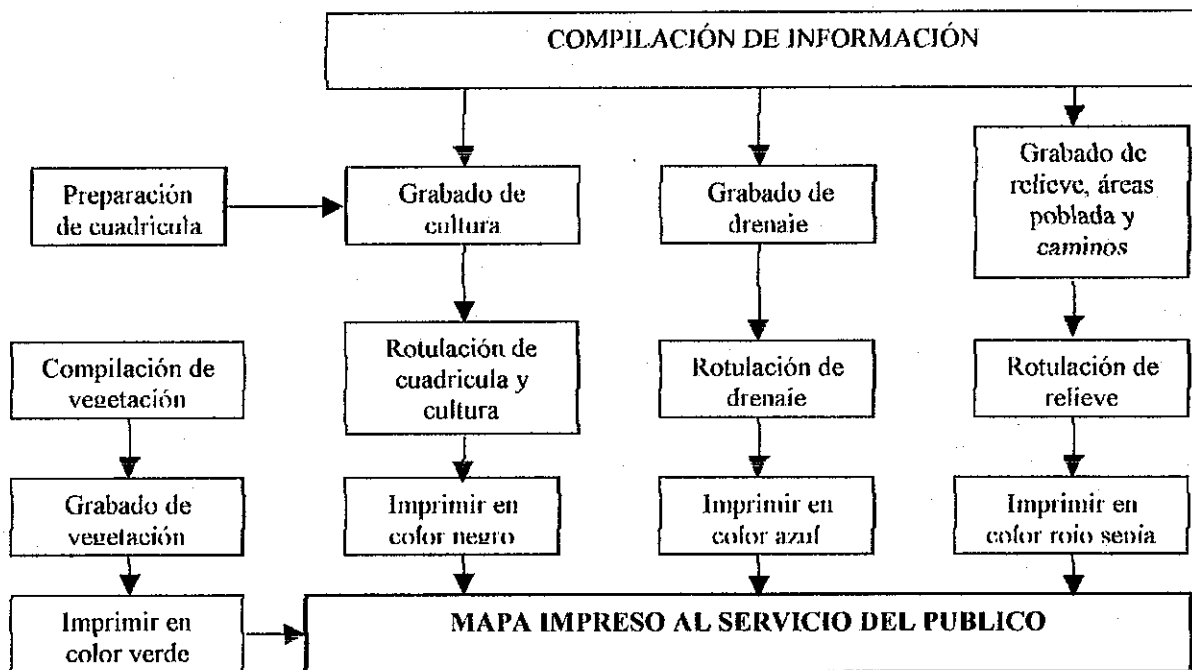 COMPILACIÓN DE INFORMACIÓN
Preparación
de cuadricula
Grabado de
cultura
Grabado de
drenaje
Grabado de
relieve, áreas
poblada y
caminos
Compilación de
vegetación
Rotulación de
cuadricula y
cultura
Rotulación de
drenaje
Rotulación de
relieve
Grabado de
vegetación
Imprimir en
color negro
Imprimir en
color azul
Imprimir en
color rojo sepia
Imprimir en
color verde
MAPA IMPRESO AL SERVICIO DEL PUBLICO